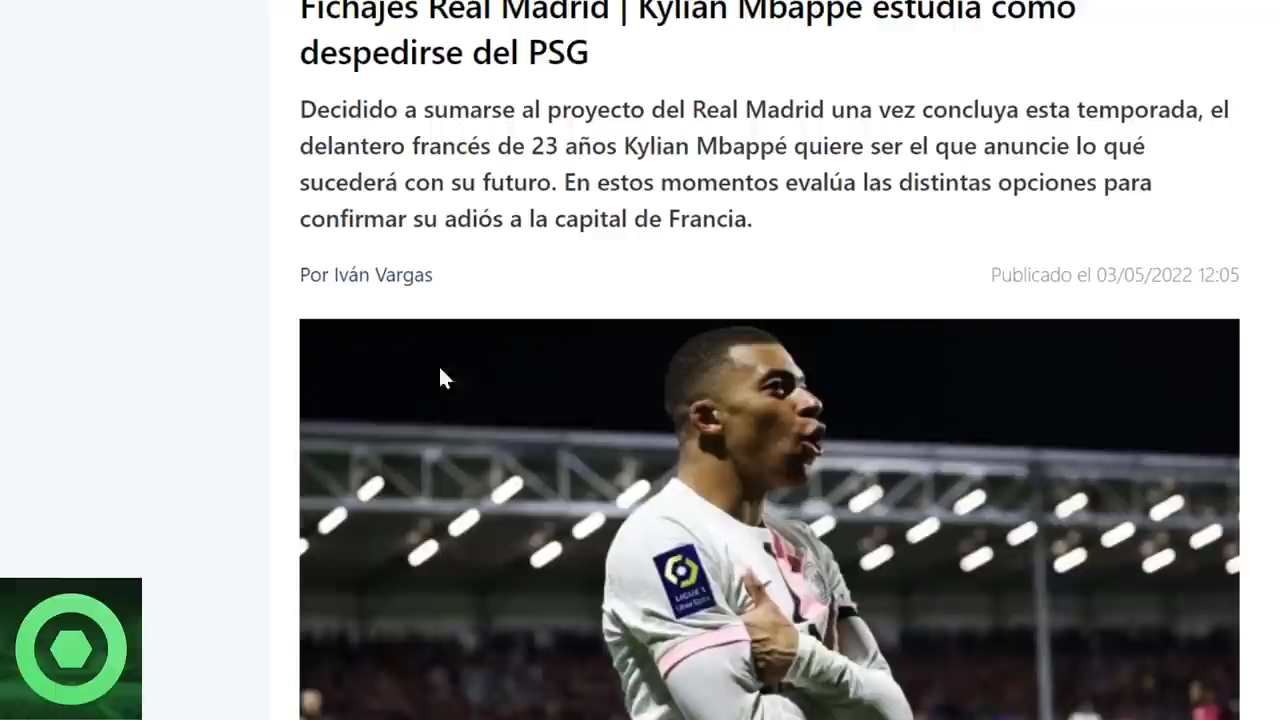 Fichajes Real Madrid | Kylian Mbappé estudia cómo
despedirse del PSG
Decidido a sumarse al proyecto del Real Madrid una vez concluya esta temporada, el
delantero francés de 23 años Kylian Mbappé quiere ser el que anuncie lo qué
sucederá con su futuro. En estos momentos evalúa las distintas opciones para
confirmar su adiós a la capital de Francia.
Por Iván Vargas
Publicado el 03/05/2022 12:05
LIGUE 1
Uber Eats